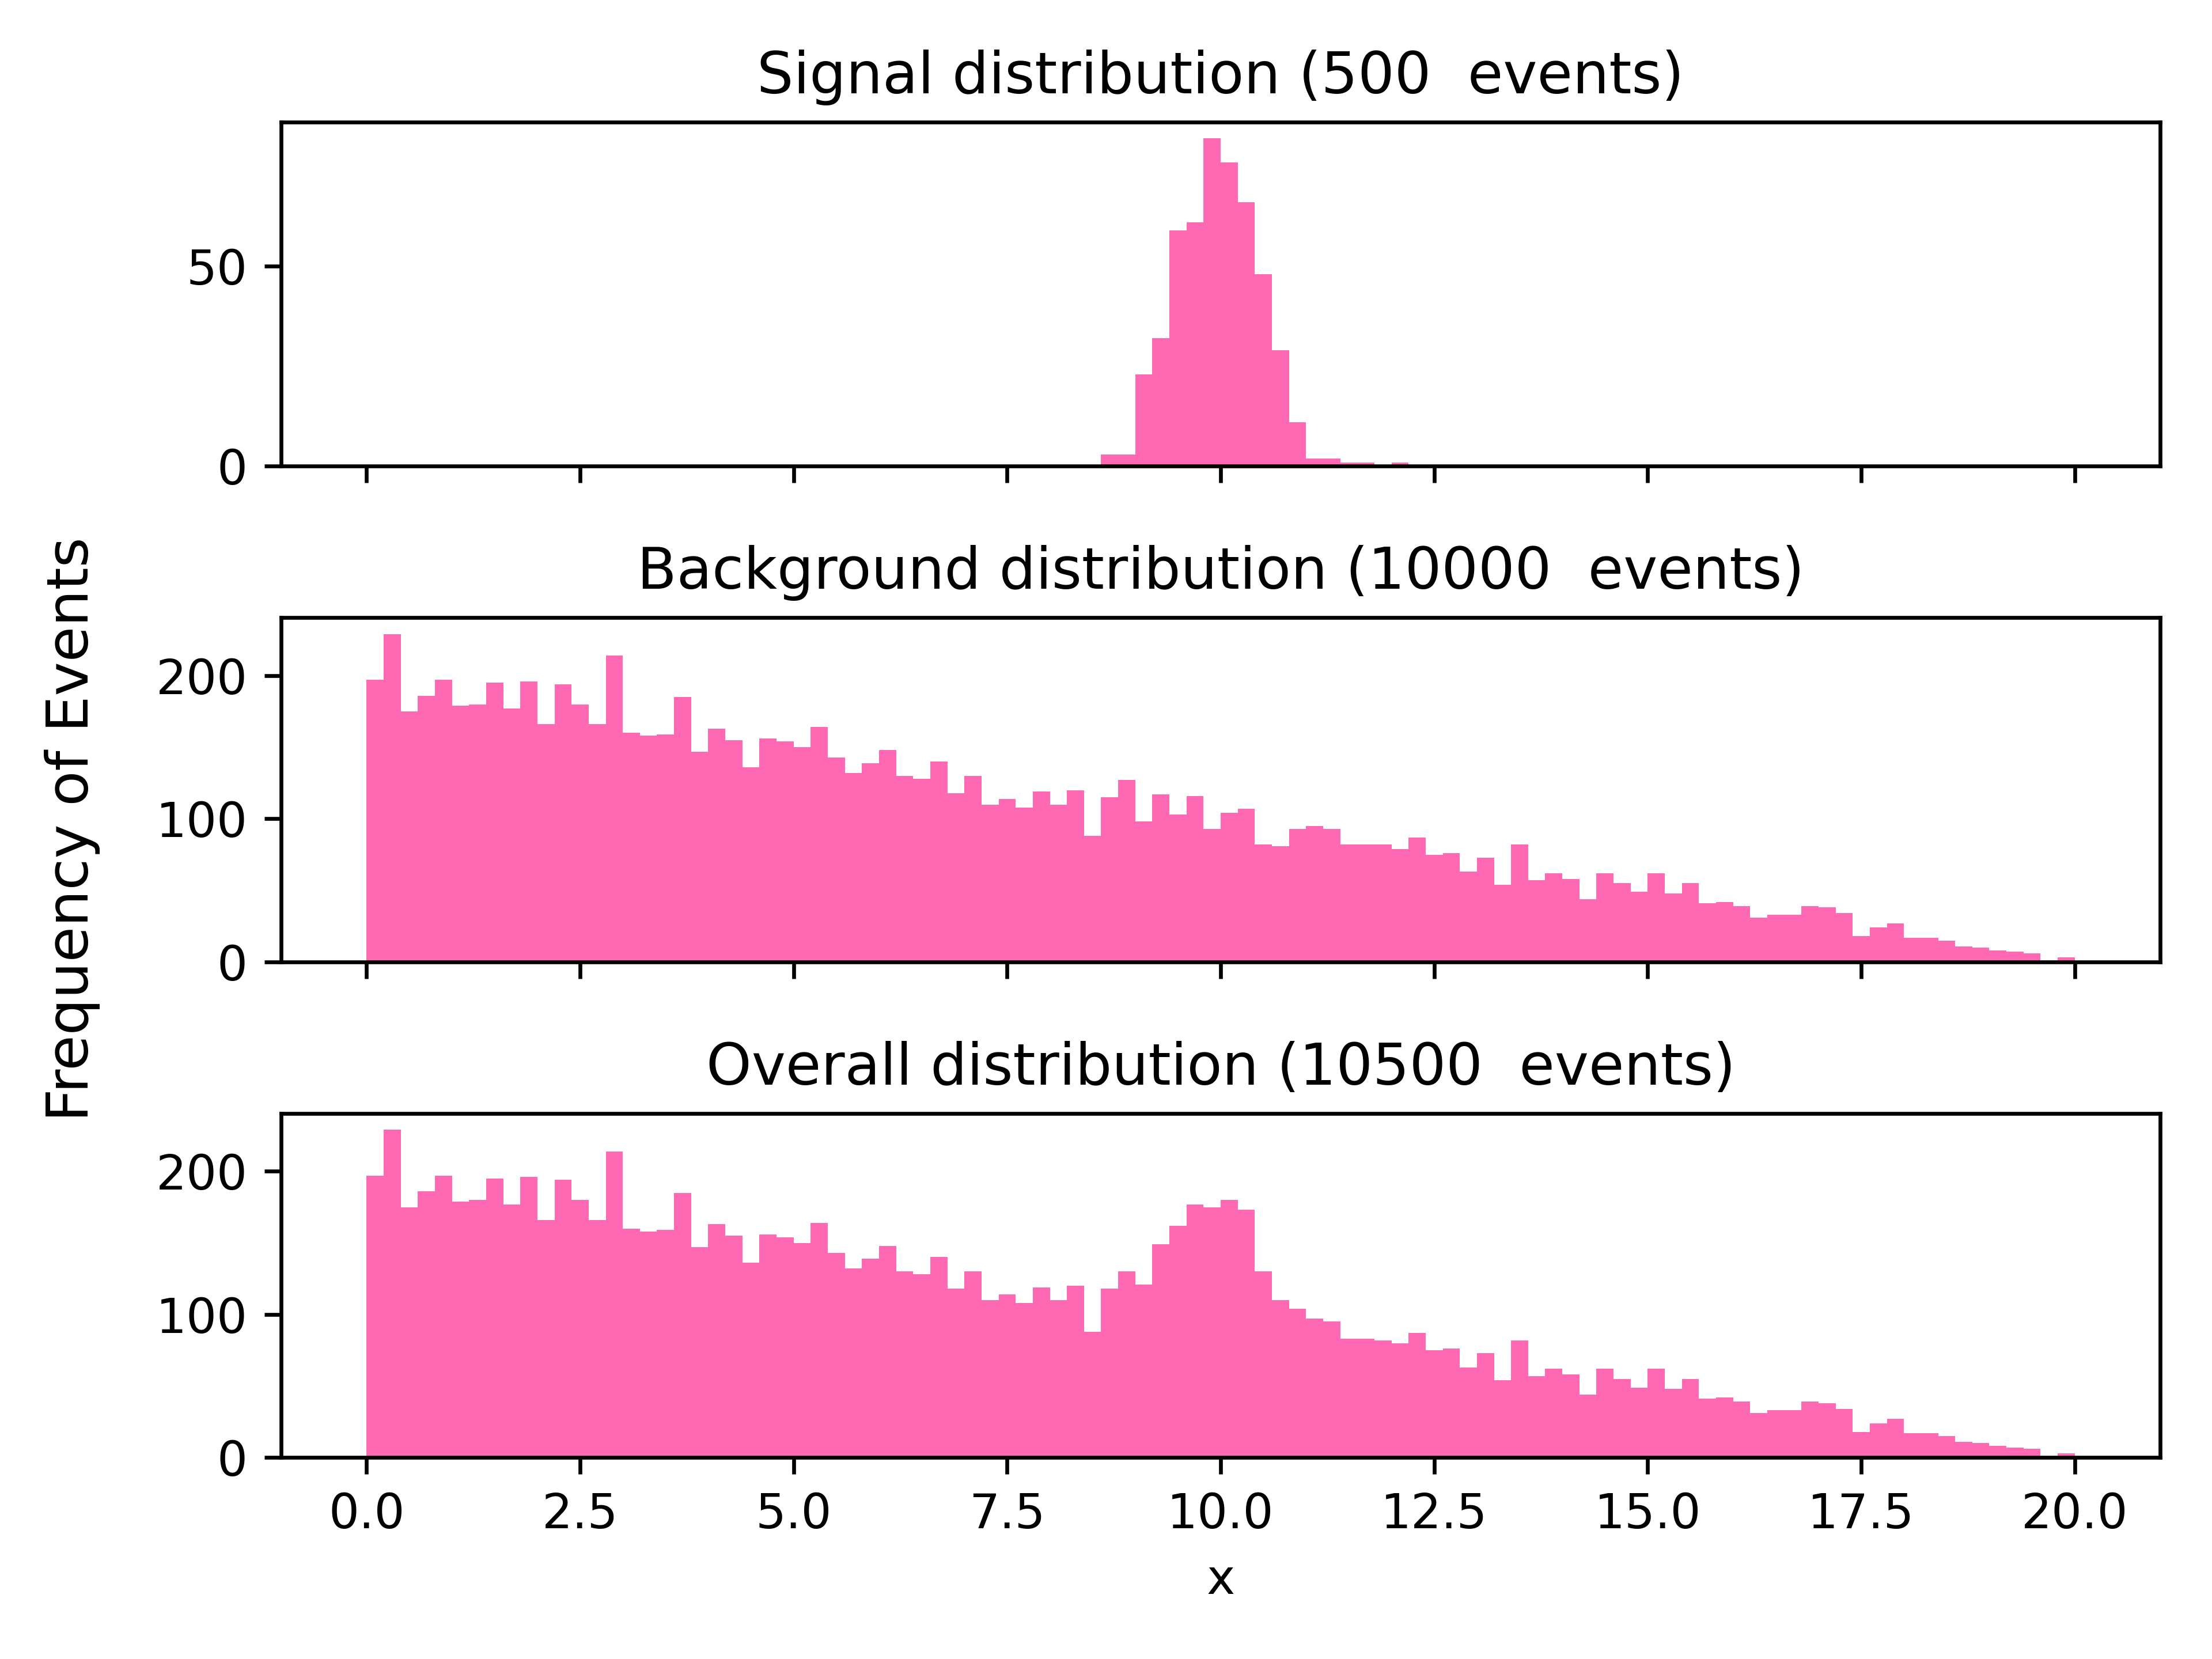 Signal distribution (500  events)
50
0
Background distribution (10000  events)
200
100
0
Frequency of Events
Overall distribution (10500  events)
200
100
0
0.0 2.5 5.0 7.5 10.0 12.5 15.0 17.5 20.0
x